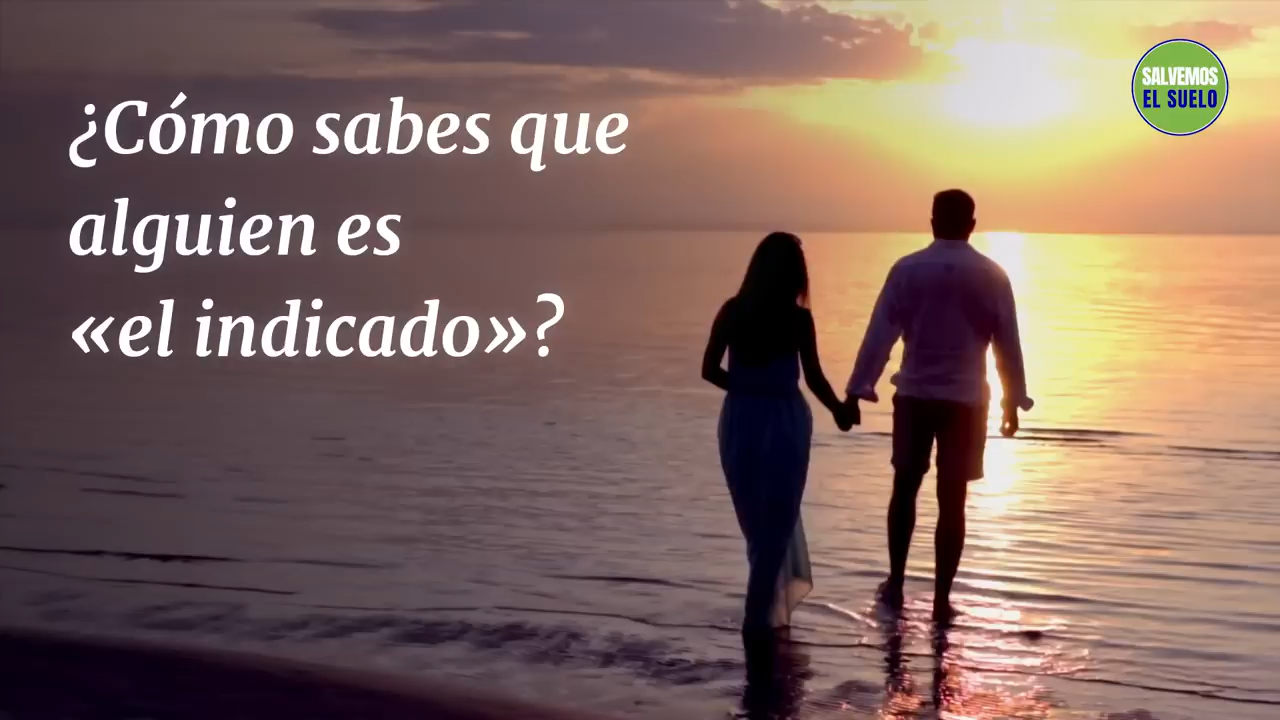 ¿Cómo sabes que
alguien es
«el indicado»?
SALVEMOS
EL SUELO